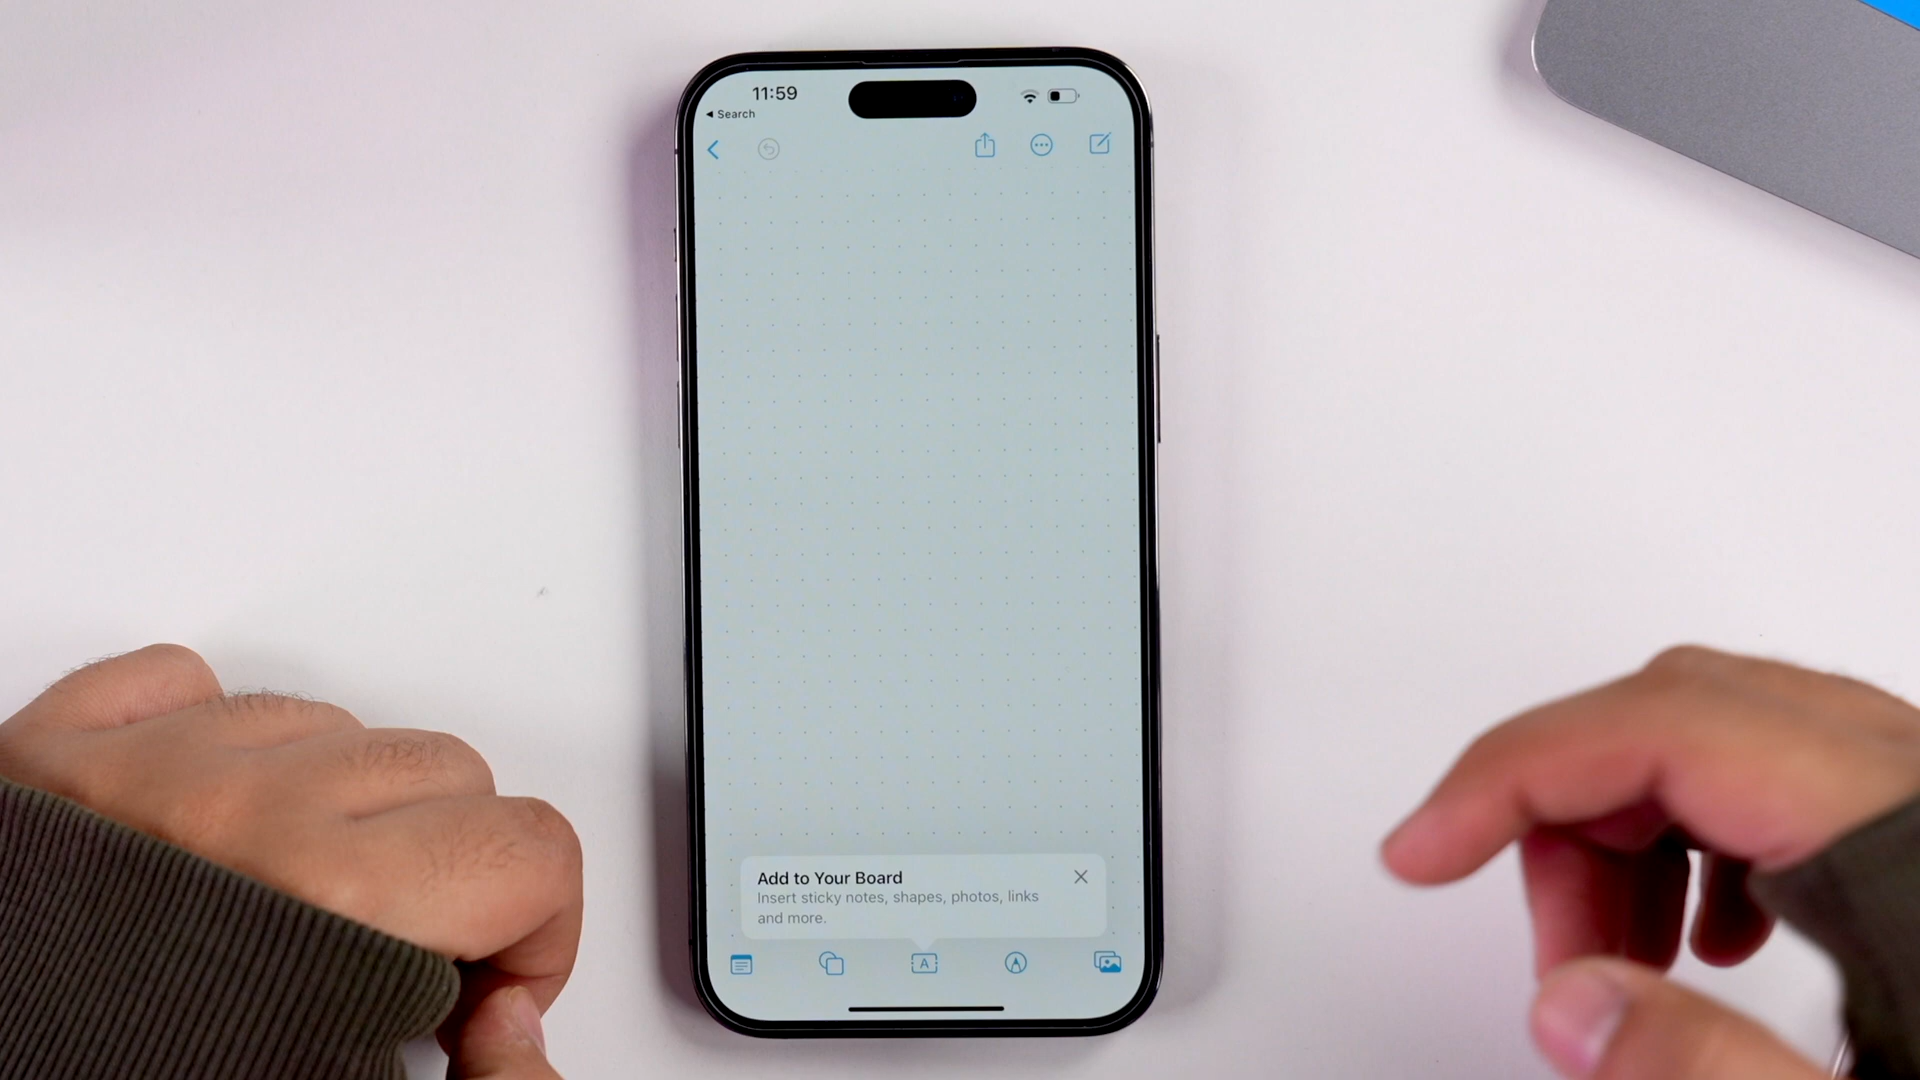 11:59
◀ Search
Add to Your Board
Insert sticky notes, shapes, photos, links
and more.
A